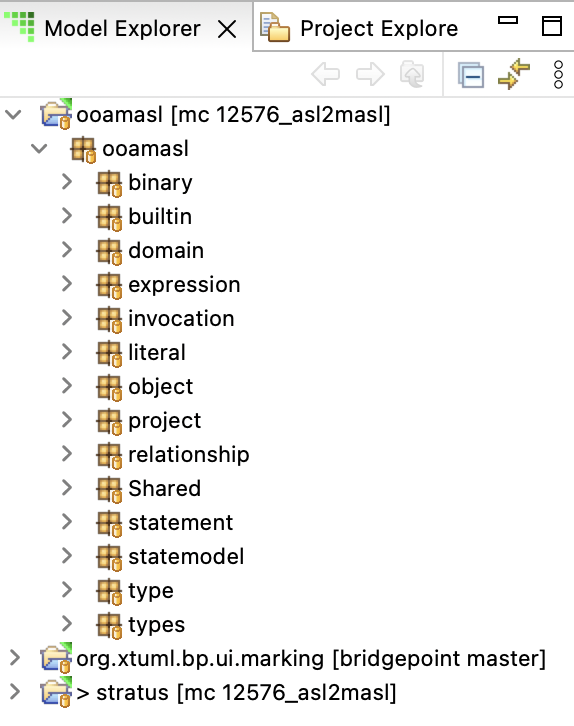 Model Explorer Project Explore
ooamasl [mc 12576_asl2masl]
ooamasl
binary
builtin
domain
expression
invocation
literal
object
project
relationship
Shared
statement
statemodel
type
types
org.xtuml.bp.ui.marking [bridgepoint master]
> stratus [mc 12576_asl2masl]